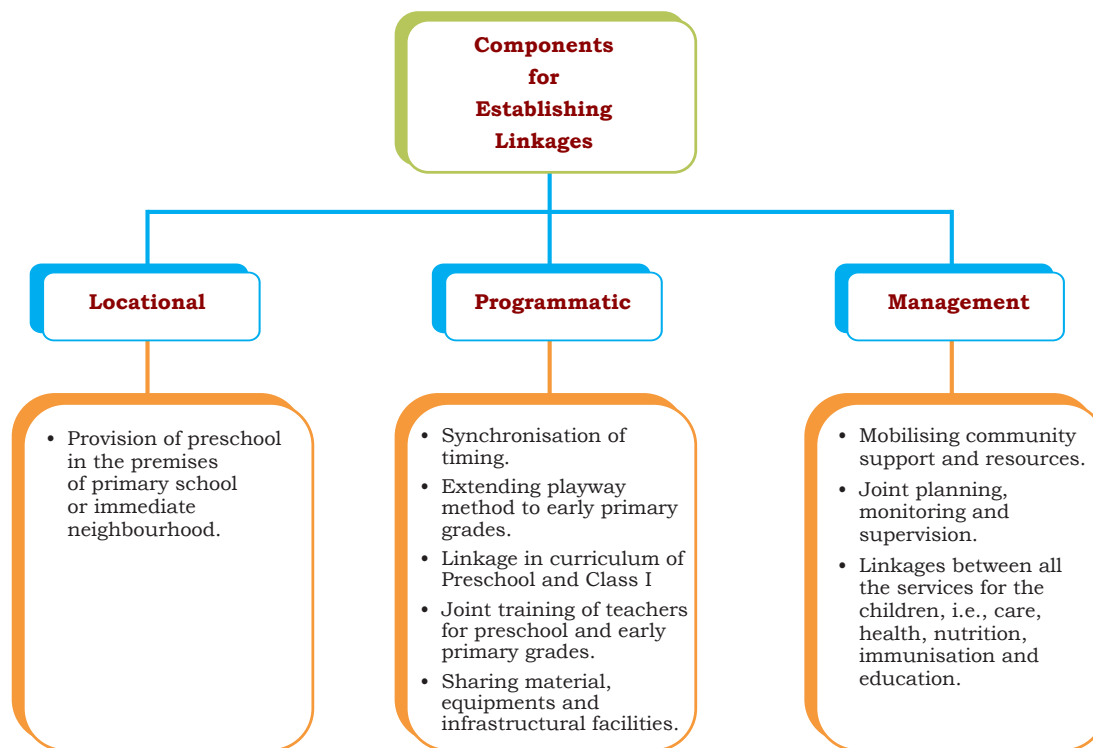 Components
for
Establishing
Linkages
Locational
Programmatic
Management
• Provision of preschool
in the premises
of primary school
or immediate
neighbourhood.
• Synchronisation of
timing.
• Extending playway
method to early primary
grades.
• Linkage in curriculum of
Preschool and Class I
• Joint training of teachers
for preschool and early
primary grades.
• Sharing material,
equipments and
infrastructural facilities.
• Mobilising community
support and resources.
• Joint planning,
monitoring and
supervision.
• Linkages between all
the services for the
children, i.e., care,
health, nutrition,
immunisation and
education.